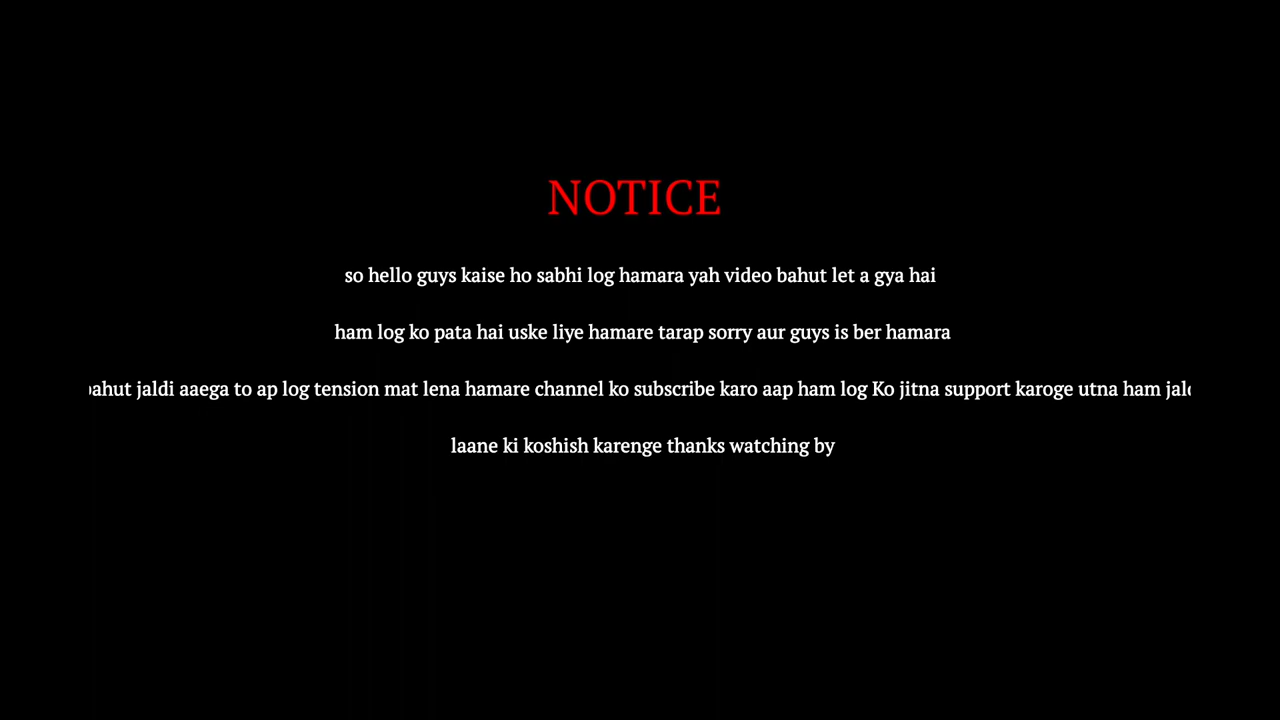 NOTICE
so hello guys kaise ho sabhi log hamara yah video bahut let a gya hai
ham log ko pata hai uske liye hamare tarap sorry aur guys is ber hamara
jaldi aaega to ap log tension mat lena hamare channel ko subscribe karo aap ham log Ko jitna support karoge utna ham
laane ki koshish karenge thanks watching by